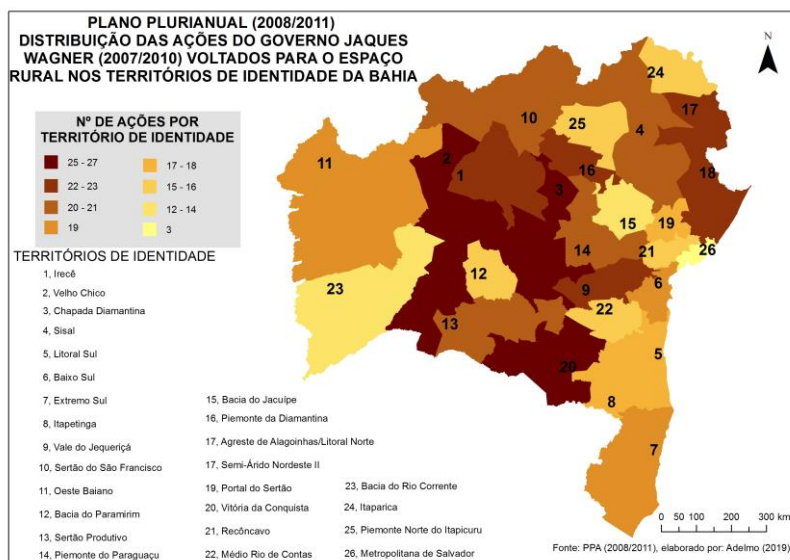 PLANO PLURIANUAL (2008/2011)
DISTRIBUIÇÃO DAS AÇÕES DO GOVERNO JAQUES
WAGNER (2007/2010) VOLTADOS PARA O ESPAÇO
RURAL NOS TERRITÓRIOS DE IDENTIDADE DA BAHIA
N
Nº DE AÇÕES POR
TERRITÓRIO DE IDENTIDADE
25 - 27
22 - 23
20 - 21
19
17 - 18
15 - 16
12 - 14
3
TERRITÓRIOS DE IDENTIDADE
1, Irecê
2, Velho Chico
3, Chapada Diamantina
4, Sisal
5, Litoral Sul
6, Baixo Sul
7, Extremo Sul
8, Itapetinga
9, Vale do Jequeriçá
10, Sertão do São Francisco
11, Oeste Baiano
12, Bacia do Paramirim
13, Sertão Produtivo
14, Piemonte do Paraguaçu
15, Bacia do Jacuípe
16, Piemonte da Diamantina
17, Agreste de Alagoinhas/Litoral Norte
17, Semi-Árido Nordeste II
19, Portal do Sertão
20, Vitória da Conquista
21, Recôncavo
22, Médio Rio de Contas
23, Bacia do Rio Corrente
24, Itaparica
25, Piemonte Norte do Itapicuru
26, Metropolitana de Salvador
24
17
10
25
4
11
2
1
16
3
18
15
19
14
21
26
12
23
9
6
22
13
5
20
8
7
0 50 100 200 300 km
Fonte: PPA (2008/2011), elaborado por: Adelmo (2019)